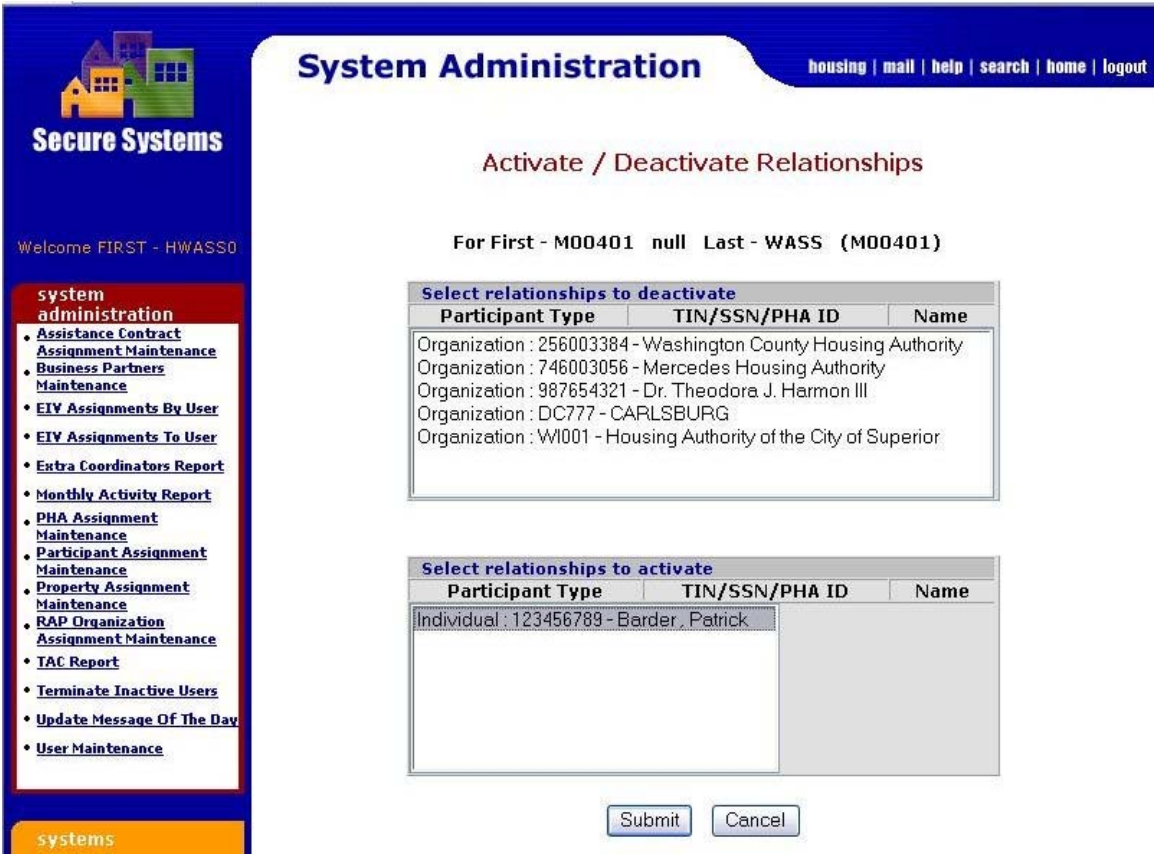 Secure Systems
System Administration
housing | mail | help | search | home | logout
Welcome FIRST - HWASS0
system
administration
Assistance Contract
Assignment Maintenance
Business Partners
Maintenance
EIV Assignments By User
EIV Assignments To User
Extra Coordinators Report
Monthly Activity Report
PHA Assignment
Maintenance
Participant Assignment
Maintenance
Property Assignment
Maintenance
RAP Organization
Assignment Maintenance
TAC Report
Terminate Inactive Users
Update Message Of The Day
User Maintenance
systems
Activate / Deactivate Relationships
For First - M00401 null Last - WASS (M00401)
Select relationships to deactivate
Participant Type TIN/SSN/PHA ID Name
Organization : 256003384 - Washington County Housing Authority
Organization : 746003056 - Mercedes Housing Authority
Organization : 987654321 - Dr. Theodora J. Harmon III
Organization : DC777 - CARLSBURG
Organization : WI001 - Housing Authority of the City of Superior
Select relationships to activate
Participant Type TIN/SSN/PHA ID Name
Individual : 123456789 - Barder , Patrick
Submit Cancel